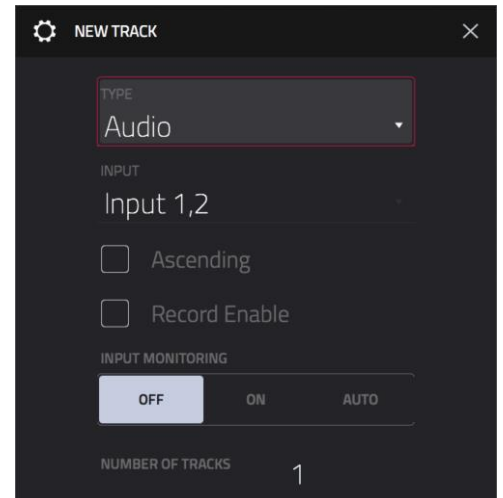 NEW TRACK
TYPE
Audio
INPUT
Input 1,2
Ascending
Record Enable
INPUT MONITORING
OFF ON AUTO
NUMBER OF TRACKS 1